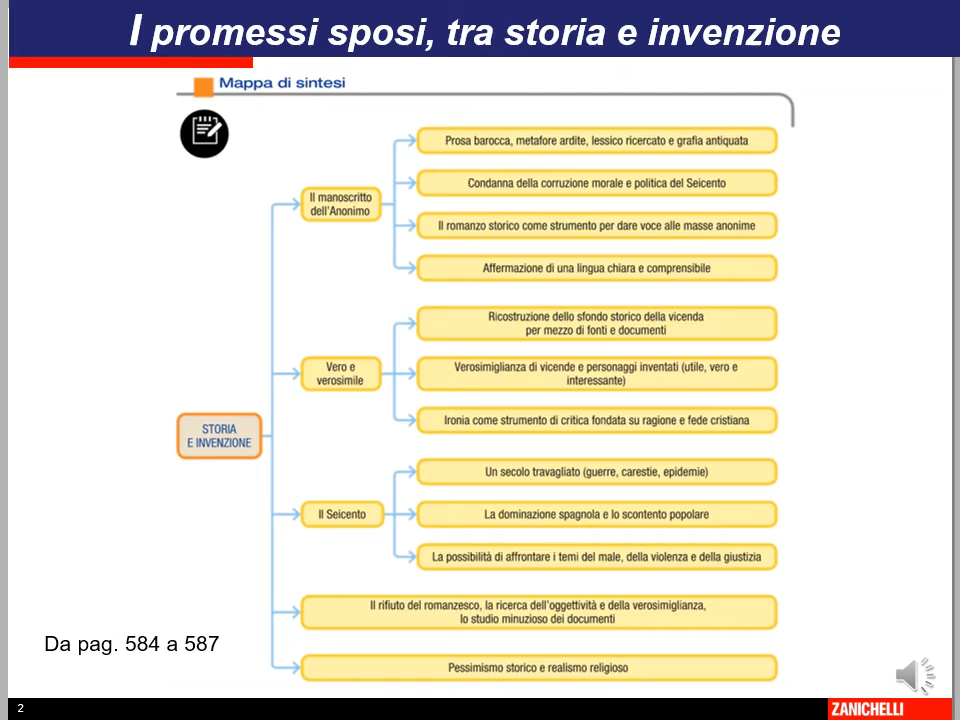 I promessi sposi, tra storia e invenzione
Mappa di sintesi
Prosa barocca, metafore ardite, lessico ricercato e grafia antiquata
Condanna della corruzione morale e politica del Seicento
Il manoscritto
dell'Anonimo
Il romanzo storico come strumento per dare voce alle masse anonime
Affermazione di una lingua chiara e comprensibile
Ricostruzione dello sfondo storico della vicenda
per mezzo di fonti e documenti
Vero e
verosimile
Verosimiglianza di vicende e personaggi inventati (utile, vero e
interessante)
Ironia come strumento di critica fondata su ragione e fede cristiana
STORIA
E INVENZIONE
Un secolo travagliato (guerre, carestie, epidemie)
Il Seicento
La dominazione spagnola e lo scontento popolare
La possibilità di affrontare i temi del male, della violenza e della giustizia
Il rifiuto del romanzesco, la ricerca dell'oggettività e della verosimiglianza,
lo studio minuzioso dei documenti
Da pag. 584 a 587
Pessimismo storico e realismo religioso
2
ZANICHELLI